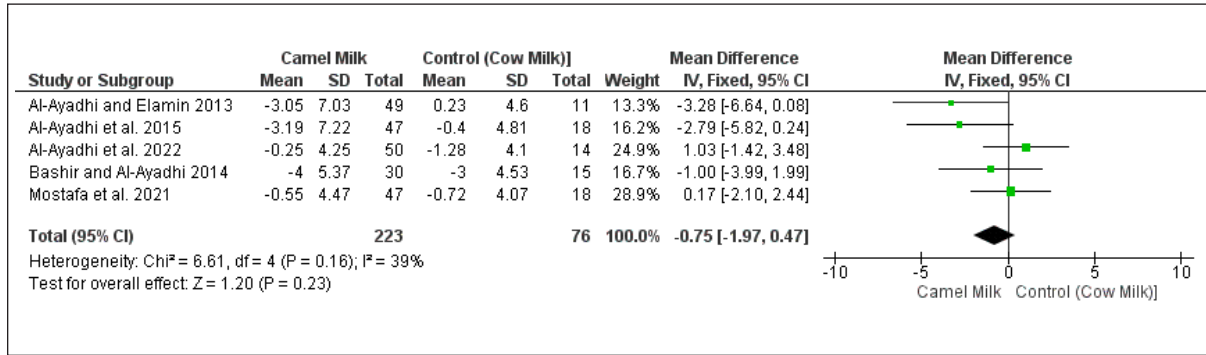 Camel Milk Control (Cow Milk)] Mean Difference Mean Difference
Study or Subgroup Mean SD Total Mean SD Total Weight IV, Fixed, 95% CI IV, Fixed, 95% CI
Al-Ayadhi and Elamin 2013 -3.05 7.03 49 0.23 4.6 11 13.3% -3.28 [-6.64, 0.08]
Al-Ayadhi et al. 2015 -3.19 7.22 47 -0.4 4.81 18 16.2% -2.79 [-5.82, 0.24]
Al-Ayadhi et al. 2022 -0.25 4.25 50 -1.28 4.1 14 24.9% 1.03 [-1.42, 3.48]
Bashir and Al-Ayadhi 2014 -4 5.37 30 -3 4.53 15 16.7% -1.00 [-3.99, 1.99]
Mostafa et al. 2021 -0.55 4.47 47 -0.72 4.07 18 28.9% 0.17 [-2.10, 2.44]
Total (95% CI) 223 76 100.0% -0.75 [-1.97, 0.47]
Heterogeneity: Chi² = 6.61, df = 4 (P = 0.16); I² = 39%
Test for overall effect: Z = 1.20 (P = 0.23)
-10 -5 0 5 10
Camel Milk Control (Cow Milk)]